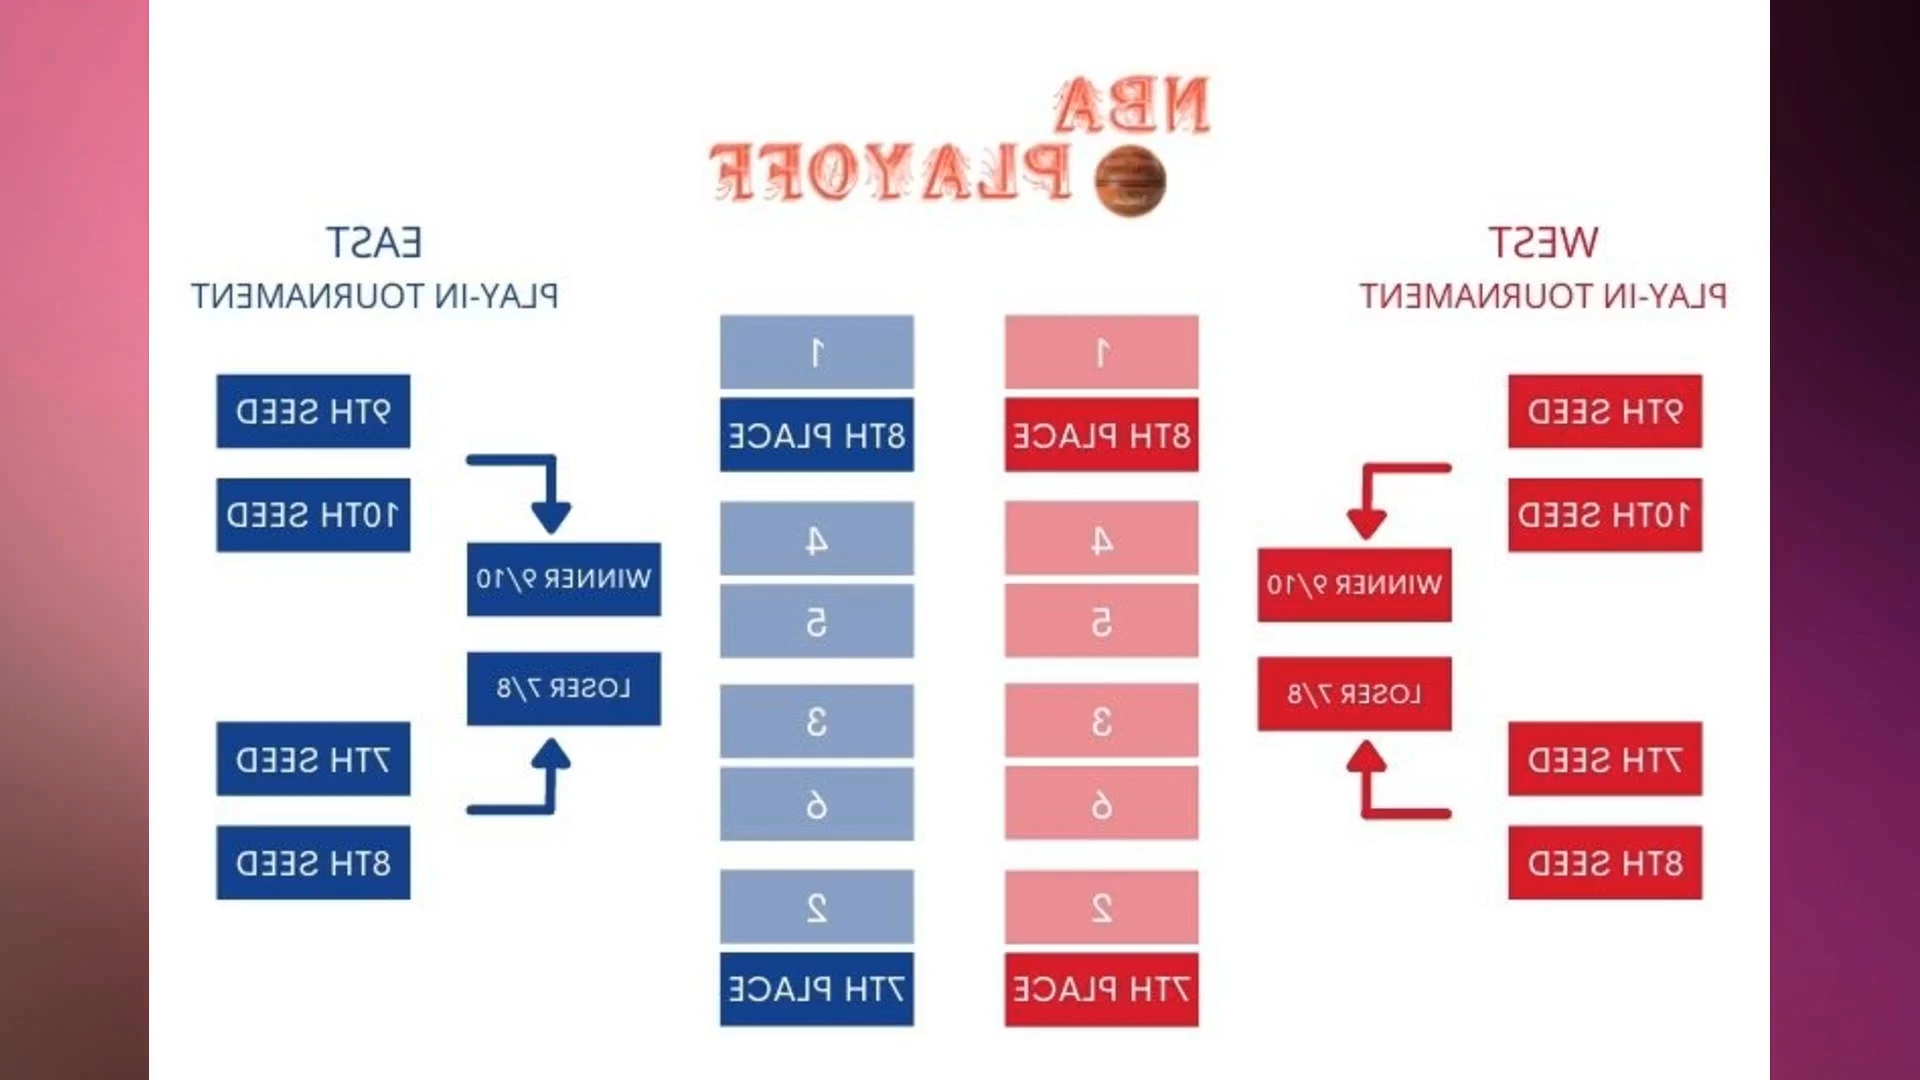 NBA
PLAYOFF
WEST
PLAY-IN TOURNAMENT
9TH SEED
10TH SEED
WINNER 9/10
LOSER 7/8
7TH SEED
8TH SEED
1
8TH PLACE
4
5
3
6
2
7TH PLACE
1
8TH PLACE
4
5
3
6
2
7TH PLACE
EAST
PLAY-IN TOURNAMENT
9TH SEED
10TH SEED
WINNER 9/10
LOSER 7/8
7TH SEED
8TH SEED